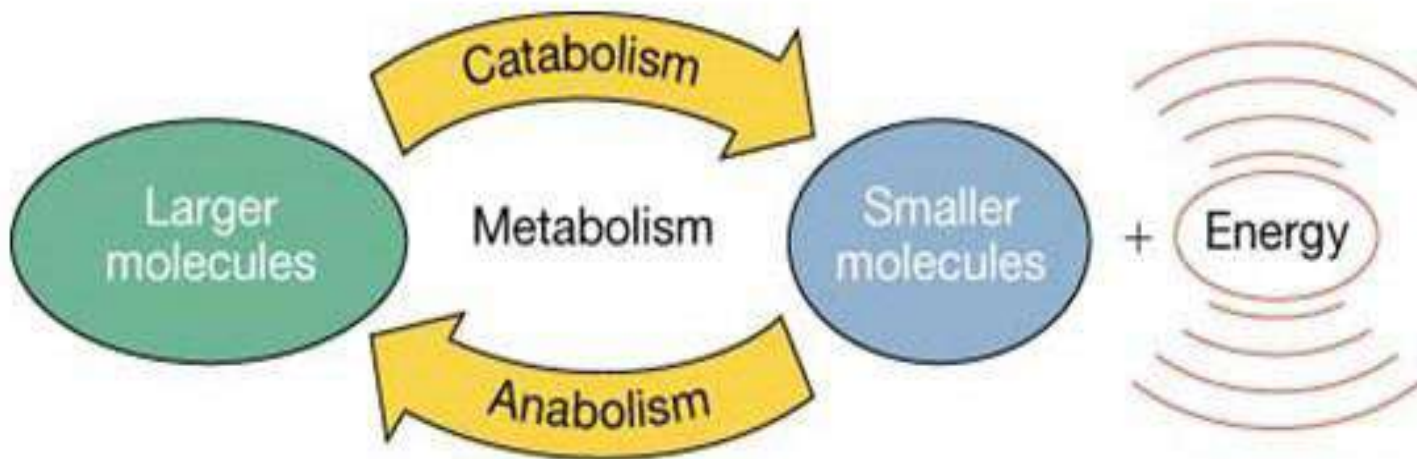 Catabolism
Larger
molecules
Metabolism
Smaller
molecules
+
Energy
Anabolism